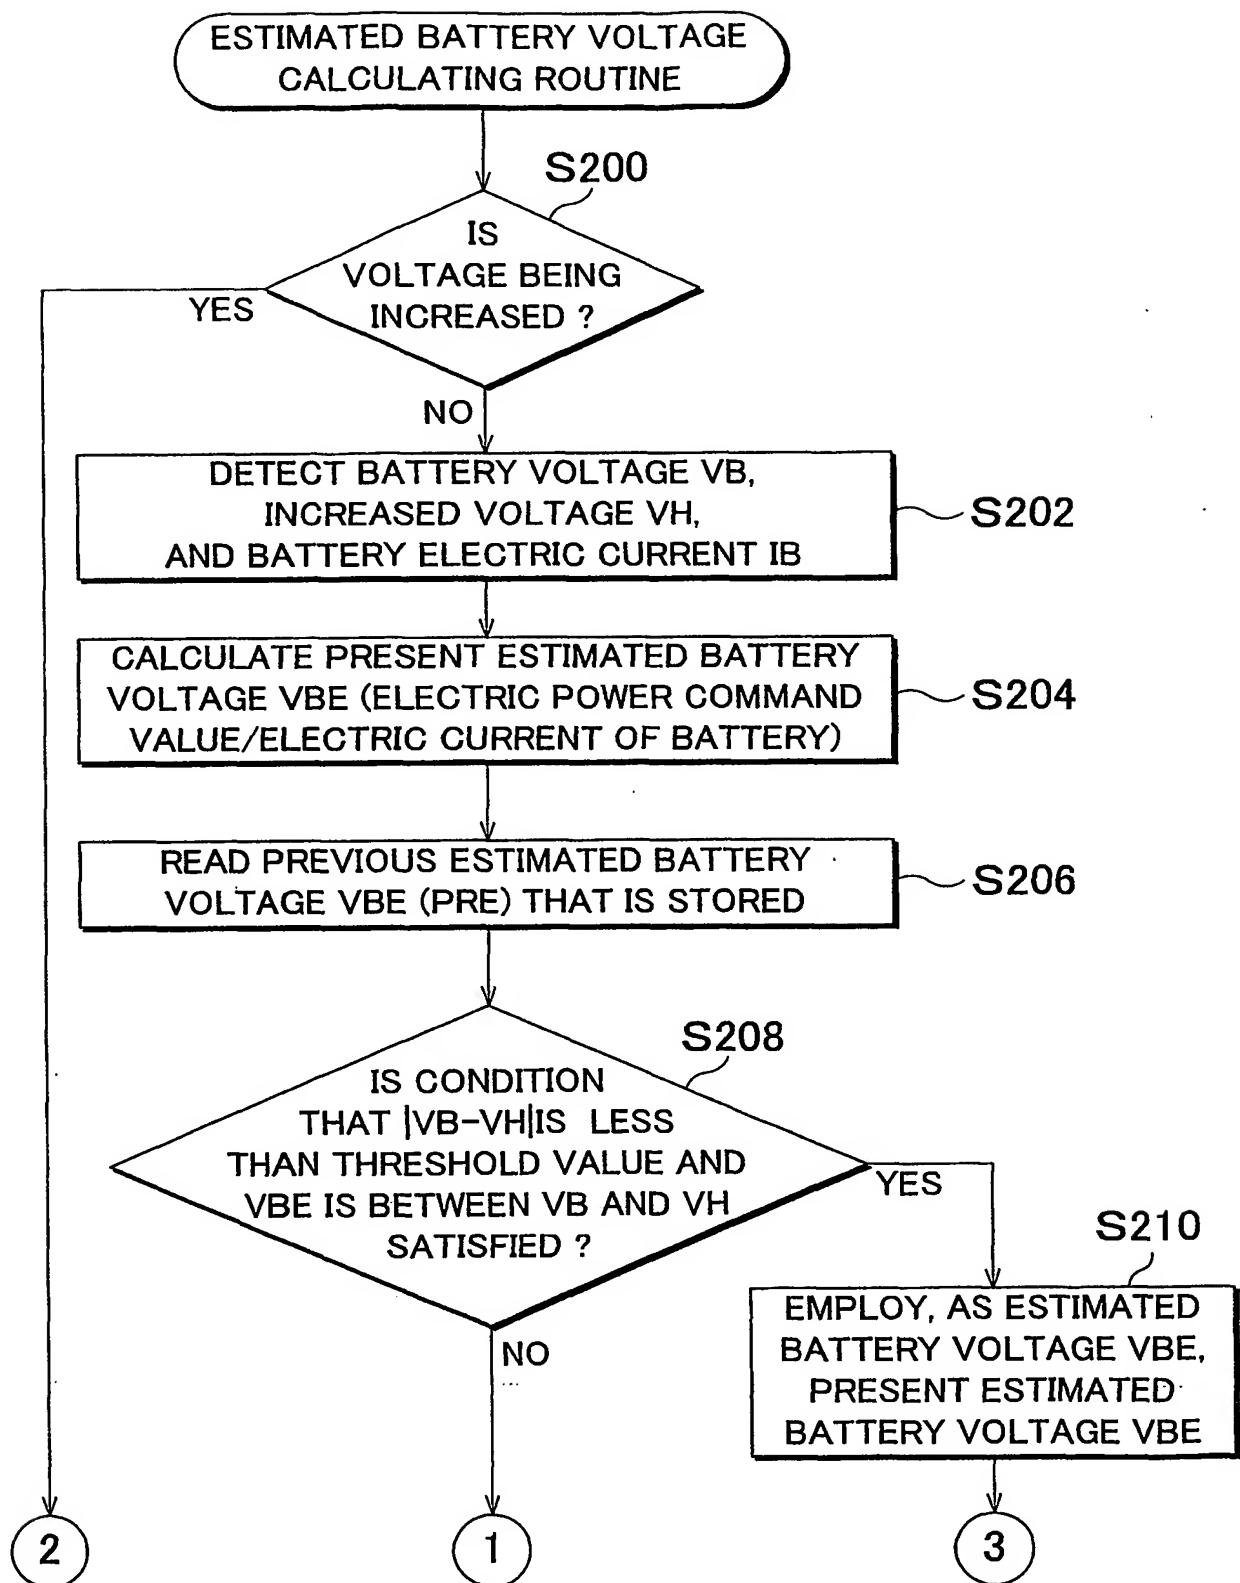 ESTIMATED BATTERY VOLTAGE
CALCULATING ROUTINE
S200
IS
VOLTAGE BEING
INCREASED ?
YES
NO
DETECT BATTERY VOLTAGE VB,
INCREASED VOLTAGE VH,
AND BATTERY ELECTRIC CURRENT IB
S202
CALCULATE PRESENT ESTIMATED BATTERY
VOLTAGE VBE (ELECTRIC POWER COMMAND
VALUE/ELECTRIC CURRENT OF BATTERY)
S204
READ PREVIOUS ESTIMATED BATTERY
VOLTAGE VBE (PRE) THAT IS STORED
S206
S208
IS CONDITION
THAT |VB-VH|IS LESS
THAN THRESHOLD VALUE AND
VBE IS BETWEEN VB AND VH
SATISFIED ?
YES
NO
S210
EMPLOY, AS ESTIMATED
BATTERY VOLTAGE VBE,
PRESENT ESTIMATED
BATTERY VOLTAGE VBE
2
1
3